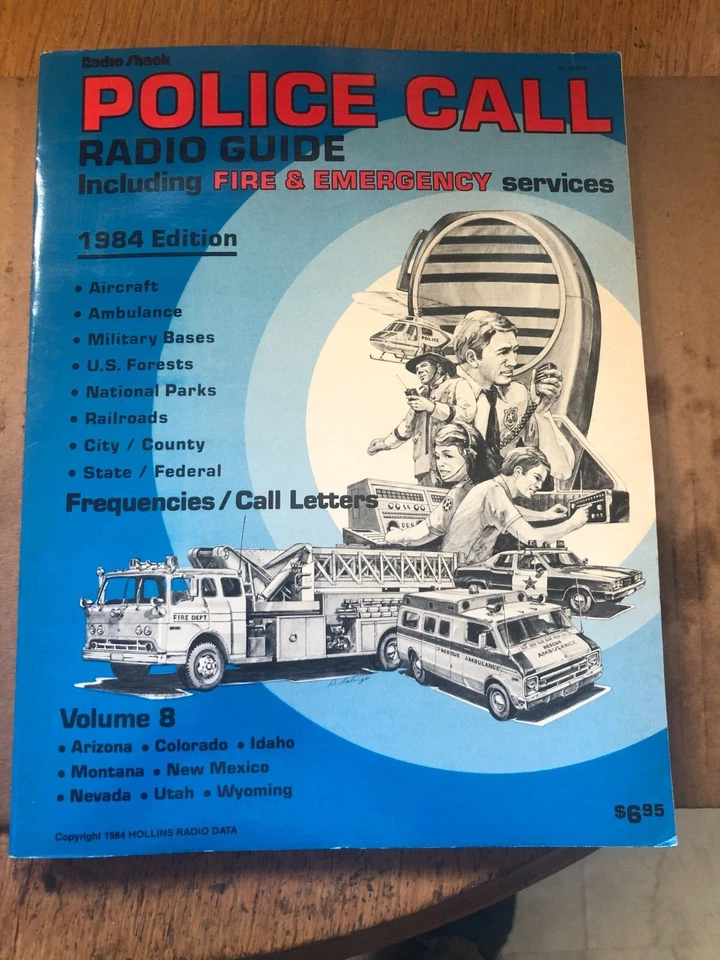 Radio Shack
POLICE CALL
RADIO GUIDE
Including FIRE & EMERGENCY services
1984 Edition
• Aircraft
• Ambulance
• Military Bases
• U.S. Forests
• National Parks
• Railroads
• City / County
• State / Federal
Frequencies / Call Letters
POLICE
FIRE DEPT
RESCUE AMBULANCE
RESCUE
AMBULANCE
Volume 8
• Arizona • Colorado • Idaho
• Montana • New Mexico
• Nevada • Utah • Wyoming
$6.95
Copyright 1984 HOLLINS RADIO DATA